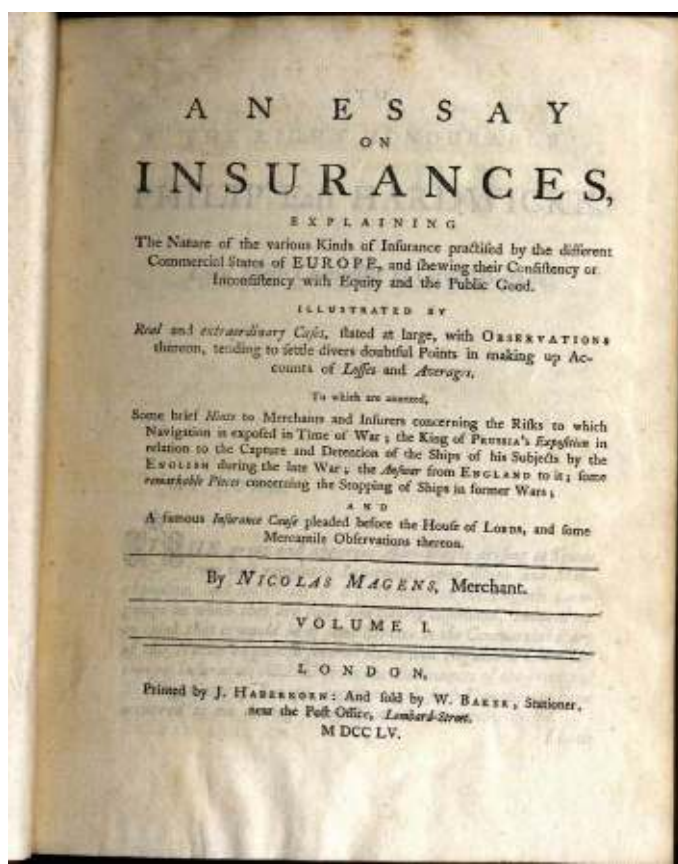 AN ESSAY
ON
INSURANCES,
EXPLAINING
The Nature of the various Kinds of Inſurance practiſed by the different
Commercial States of EUROPE, and ſhewing their Conſiſtency or
Inconſiſtency with Equity and the Public Good.
ILLUSTRATED BY
Real and extraordinary Caſes, ſtated at large, with OBSERVATIONS
thereon, tending to ſettle divers doubtful Points in making up Ac-
counts of Loſſes and Averages.
To which are annexed,
Some brief Hints to Merchants and Inſurers concerning the Riſks to which
Navigation is expoſed in Time of War; the King of PRUSSIA's Expoſition in
relation to the Capture and Detention of the Ships of his Subjects by the
ENGLISH during the late War; the Anſwer from ENGLAND to it; ſome
remarkable Pieces concerning the Stopping of Ships in former Wars;
AND
A famous Inſurance Cauſe pleaded before the Houſe of LORDS, and ſome
Mercantile Obſervations thereon.
By NICOLAS MAGENS, Merchant.
VOLUME I.
LONDON,
Printed by J. HABERKORN: And ſold by W. BAKER, Stationer,
near the Poſt-Office, Lombard-Street.
M DCC LV.